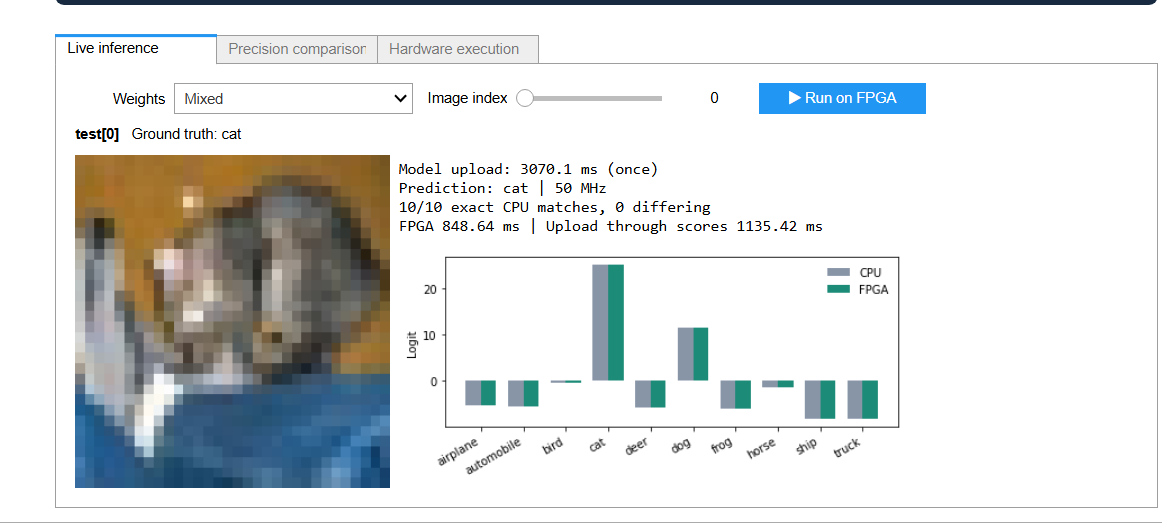 Live inference
Precision comparison
Hardware execution
Weights Mixed Image index 0 ▶ Run on FPGA
test[0] Ground truth: cat
Model upload: 3070.1 ms (once)
Prediction: cat | 50 MHz
10/10 exact CPU matches, 0 differing
FPGA 848.64 ms | Upload through scores 1135.42 ms
CPU
FPGA
Logit
20
10
0
airplane
automobile
bird
cat
deer
dog
frog
horse
ship
truck